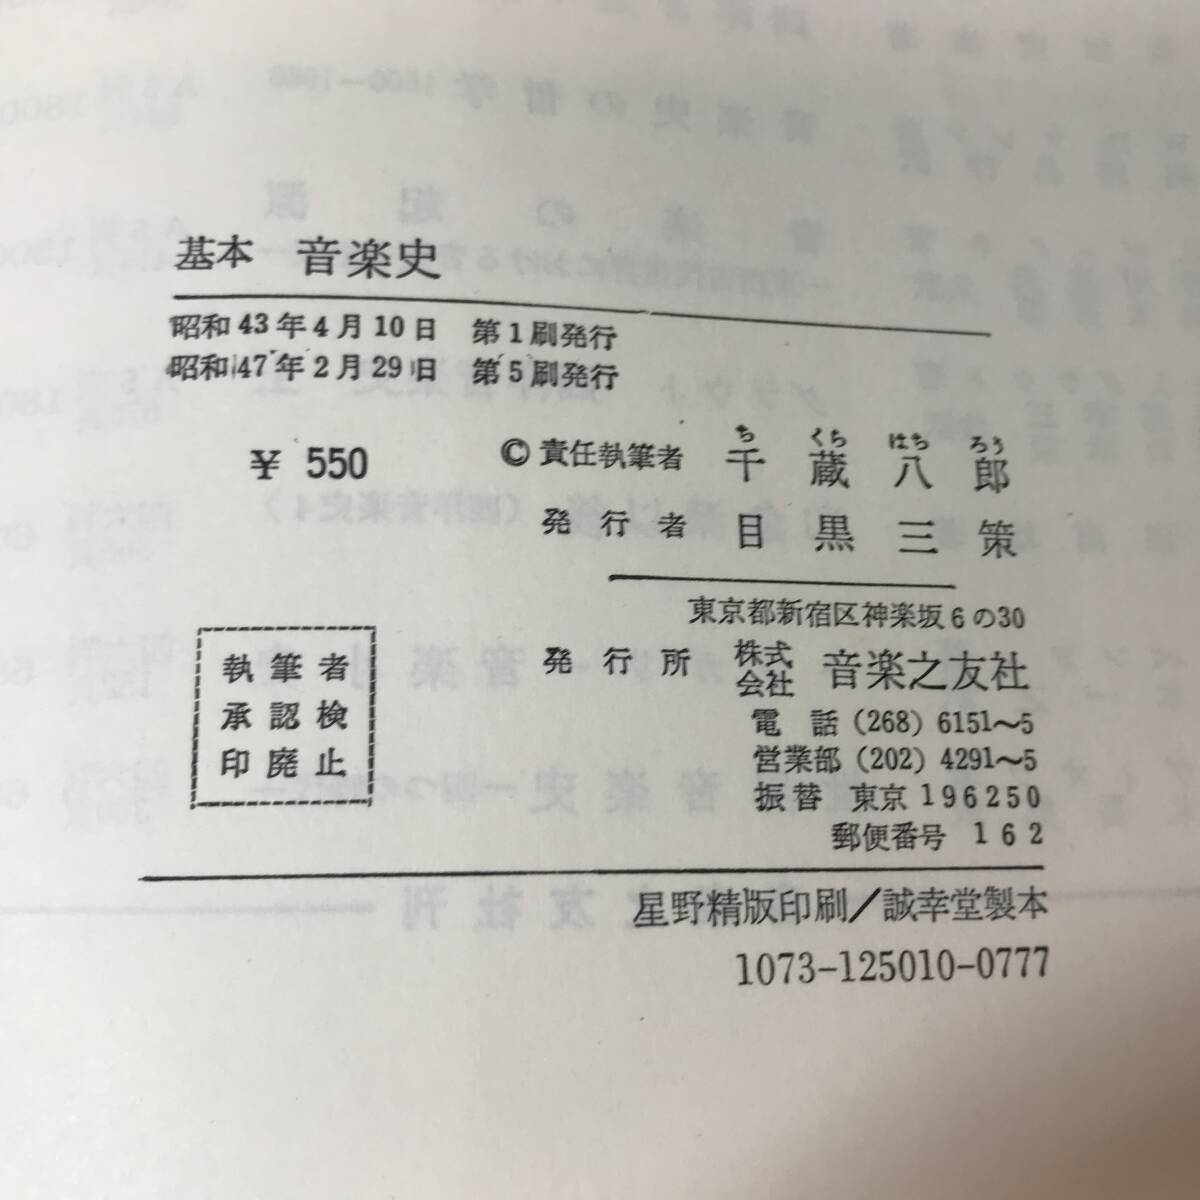 基本 音楽史
昭和43年4月10日 第1刷発行
昭和47年2月29日 第5刷発行
¥550
ち くら はち ろう
©責任執筆者 千蔵八郎
発行者 目黒三策
東京都新宿区神楽坂6の30
発行所 株式会社 音楽之友社
電話(268)6151〜5
営業部(202)4291〜5
振替 東京196250
郵便番号 162
執筆者
承認検
印廃止
星野精版印刷/誠幸堂製本
1073-125010-0777